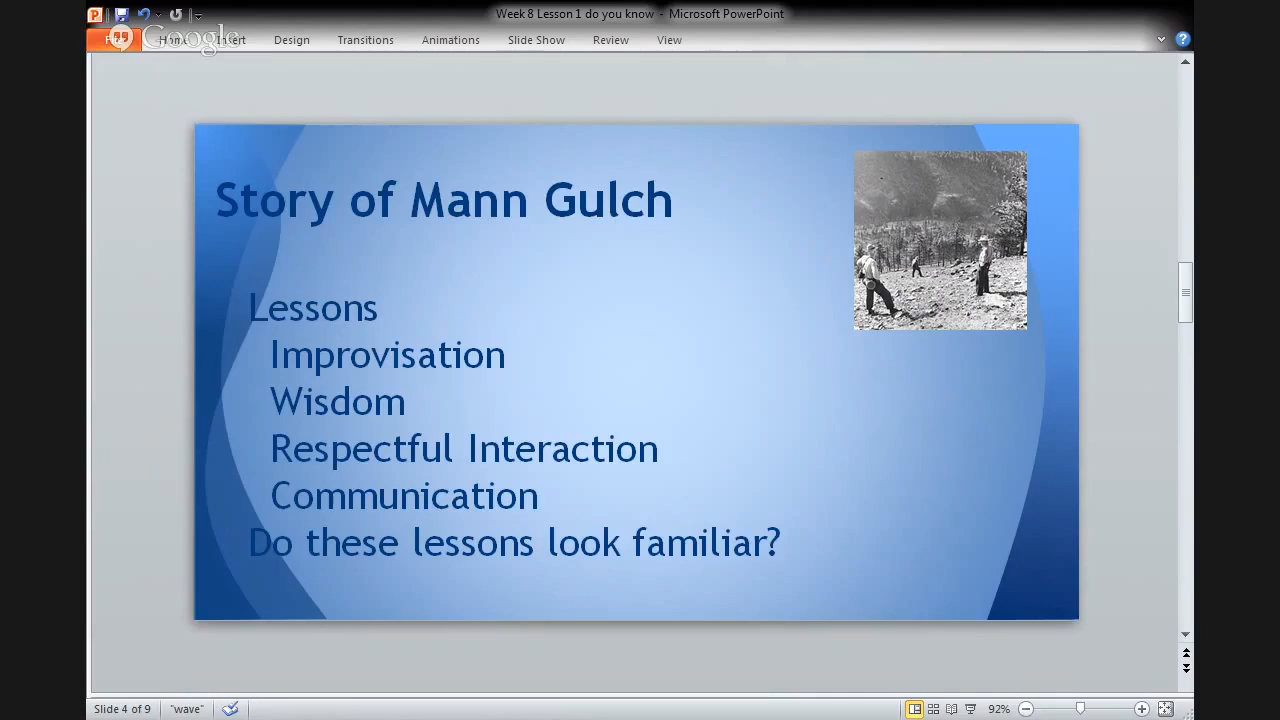 Week 8 Lesson 1 do you know - Microsoft PowerPoint
File Home Insert Design Transitions Animations Slide Show Review View
Google
Story of Mann Gulch
Lessons
Improvisation
Wisdom
Respectful Interaction
Communication
Do these lessons look familiar?
Slide 4 of 9 "wave" 92%